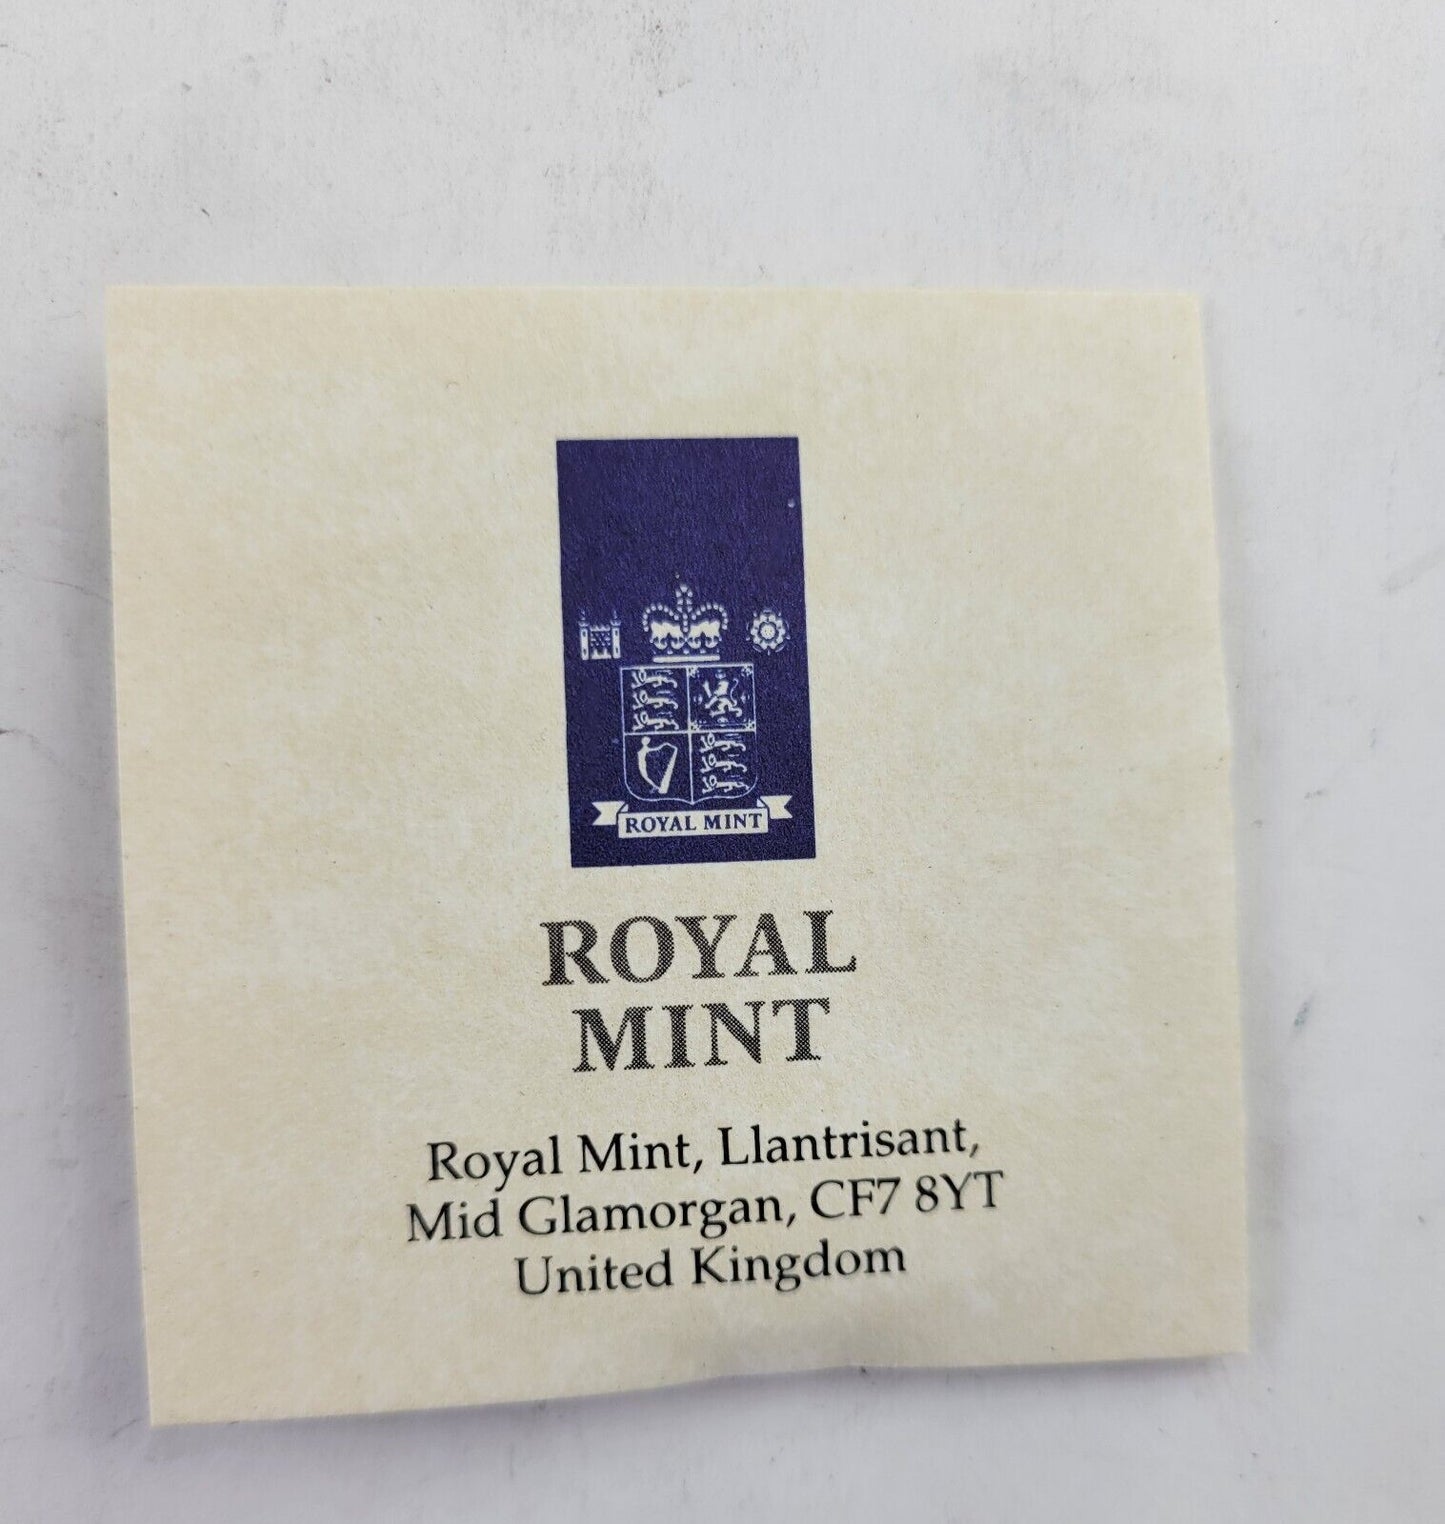 ROYAL MINT
ROYAL
MINT
Royal Mint, Llantrisant,
Mid Glamorgan, CF7 8YT
United Kingdom